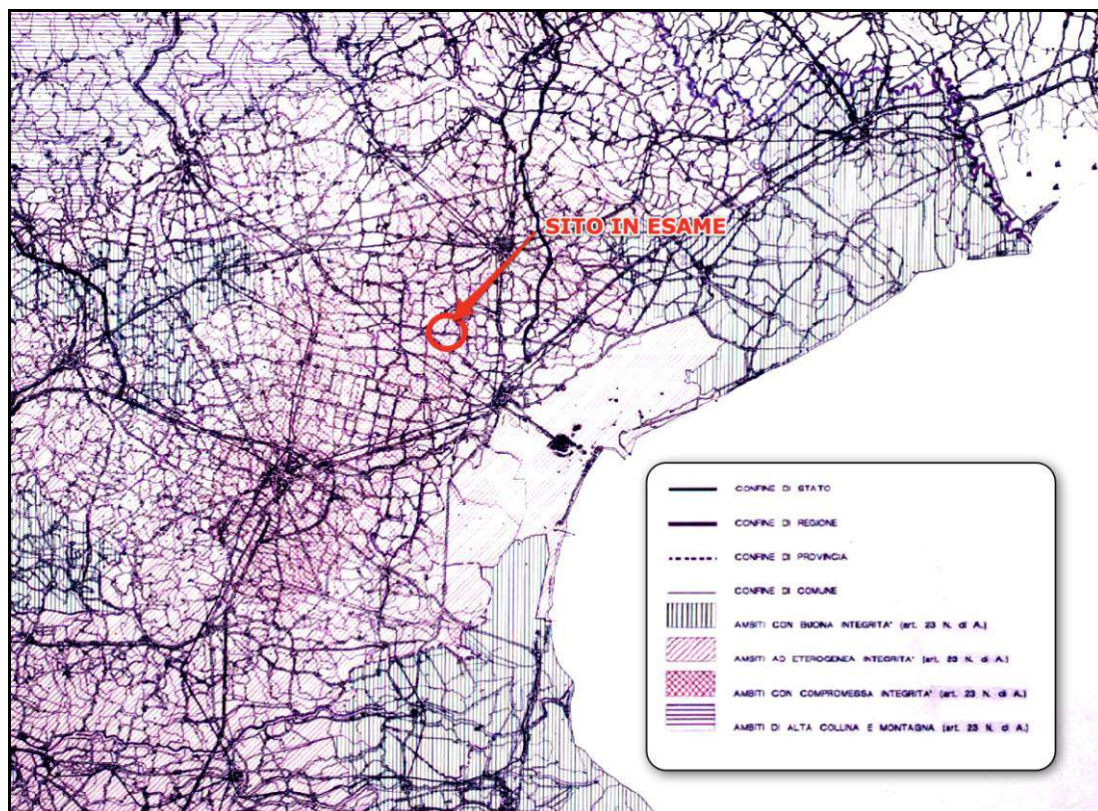 SITO IN ESAME
CONFINE DI STATO
CONFINE DI REGIONE
CONFINE DI PROVINCIA
CONFINE DI COMUNE
AMBITI CON BUONA INTEGRITA' (art. 23 N. di A.)
AMBITI AD ETEROGENEA INTEGRITA' (art. 23 N. di A.)
AMBITI CON COMPROMESSA INTEGRITA' (art. 23 N. di A.)
AMBITI DI ALTA COLLINA E MONTAGNA (art. 23 N. di A.)